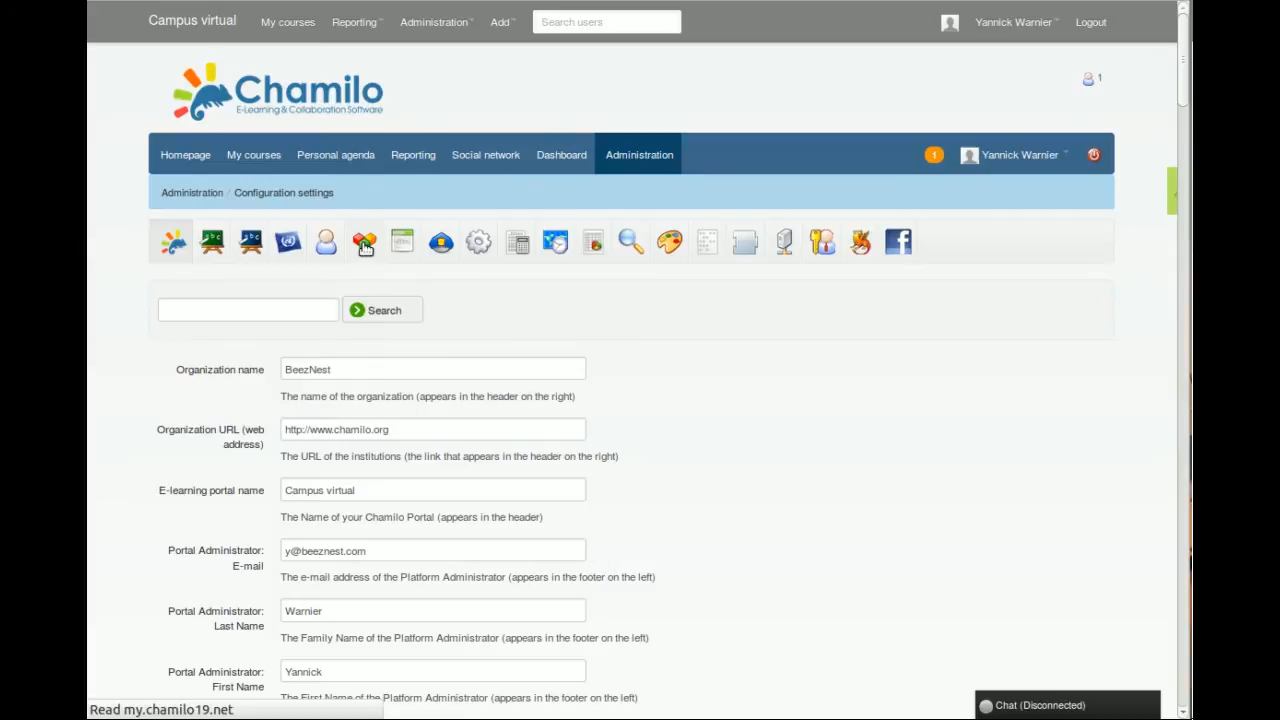 Campus virtual My courses Reporting Administration Add Search users Yannick Warnier Logout
Chamilo
E-Learning & Collaboration Software
1
Homepage My courses Personal agenda Reporting Social network Dashboard Administration 1 Yannick Warnier
Administration / Configuration settings
Search
Organization name BeezNest
The name of the organization (appears in the header on the right)
Organization URL (web address) http://www.chamilo.org
The URL of the institutions (the link that appears in the header on the right)
E-learning portal name Campus virtual
The Name of your Chamilo Portal (appears in the header)
Portal Administrator: E-mail y@beeznest.com
The e-mail address of the Platform Administrator (appears in the footer on the left)
Portal Administrator: Last Name Warnier
The Family Name of the Platform Administrator (appears in the footer on the left)
Portal Administrator: First Name Yannick
The First Name of the Platform Administrator (appears in the footer on the left)
Read my.chamilo19.net
Chat (Disconnected)